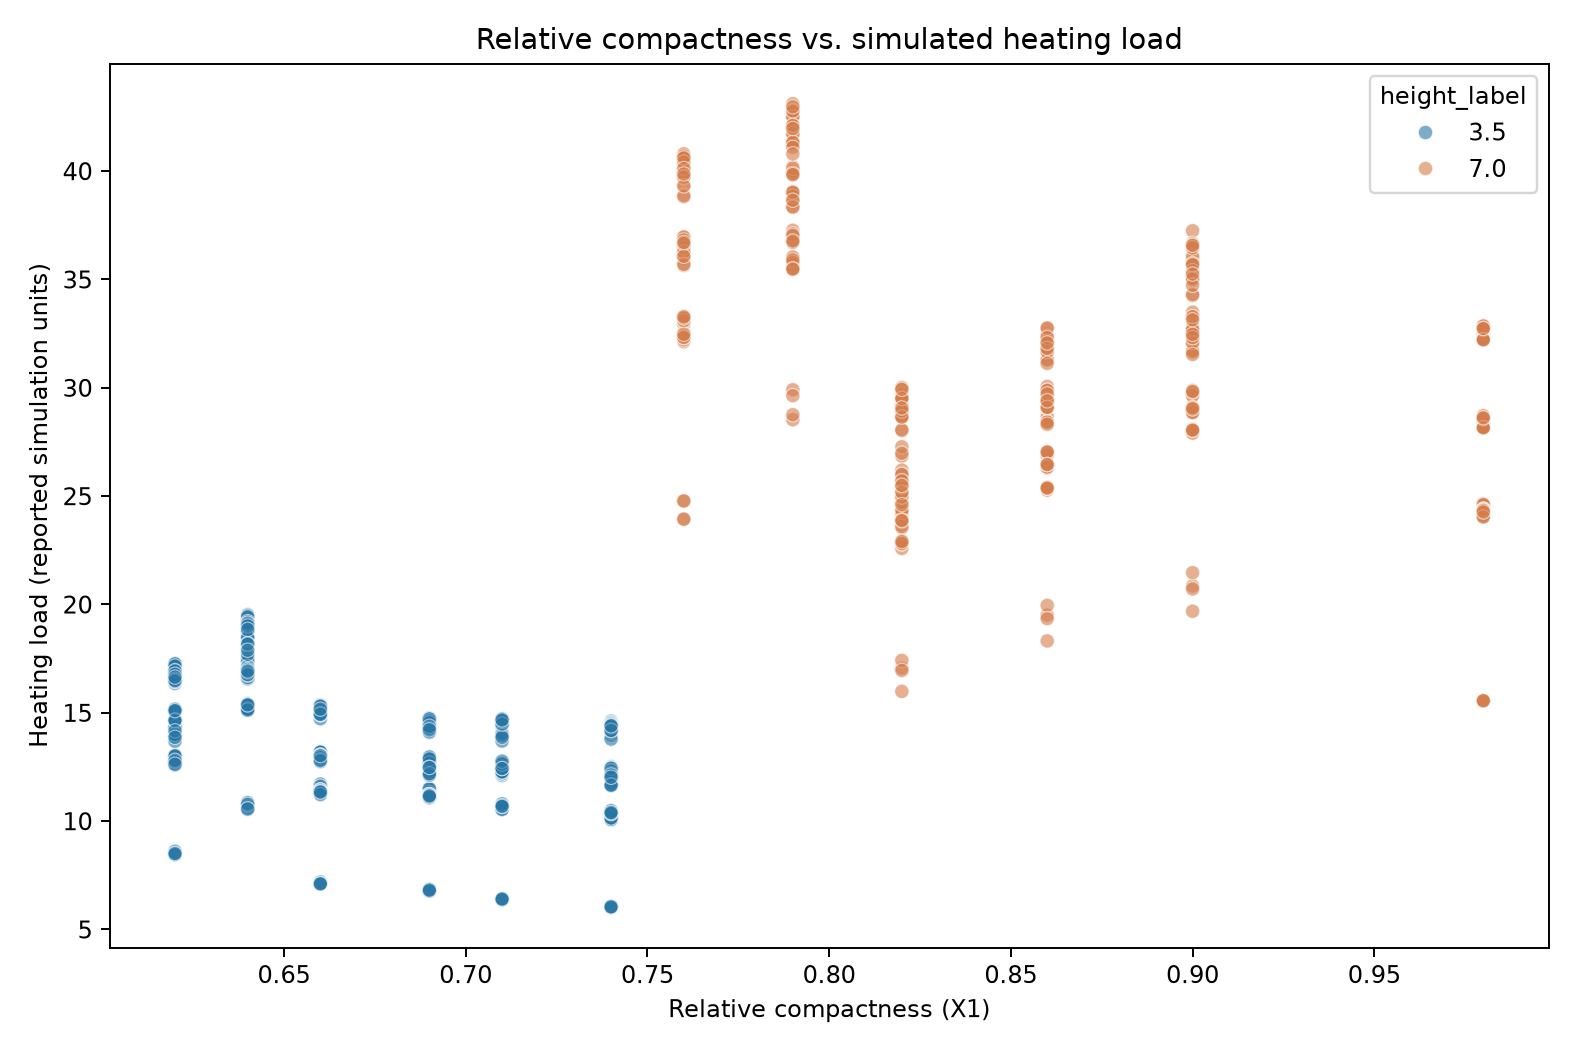 Relative compactness vs. simulated heating load
height_label
3.5
7.0
Heating load (reported simulation units)
40
35
30
25
20
15
10
5
0.65 0.70 0.75 0.80 0.85 0.90 0.95
Relative compactness (X1)